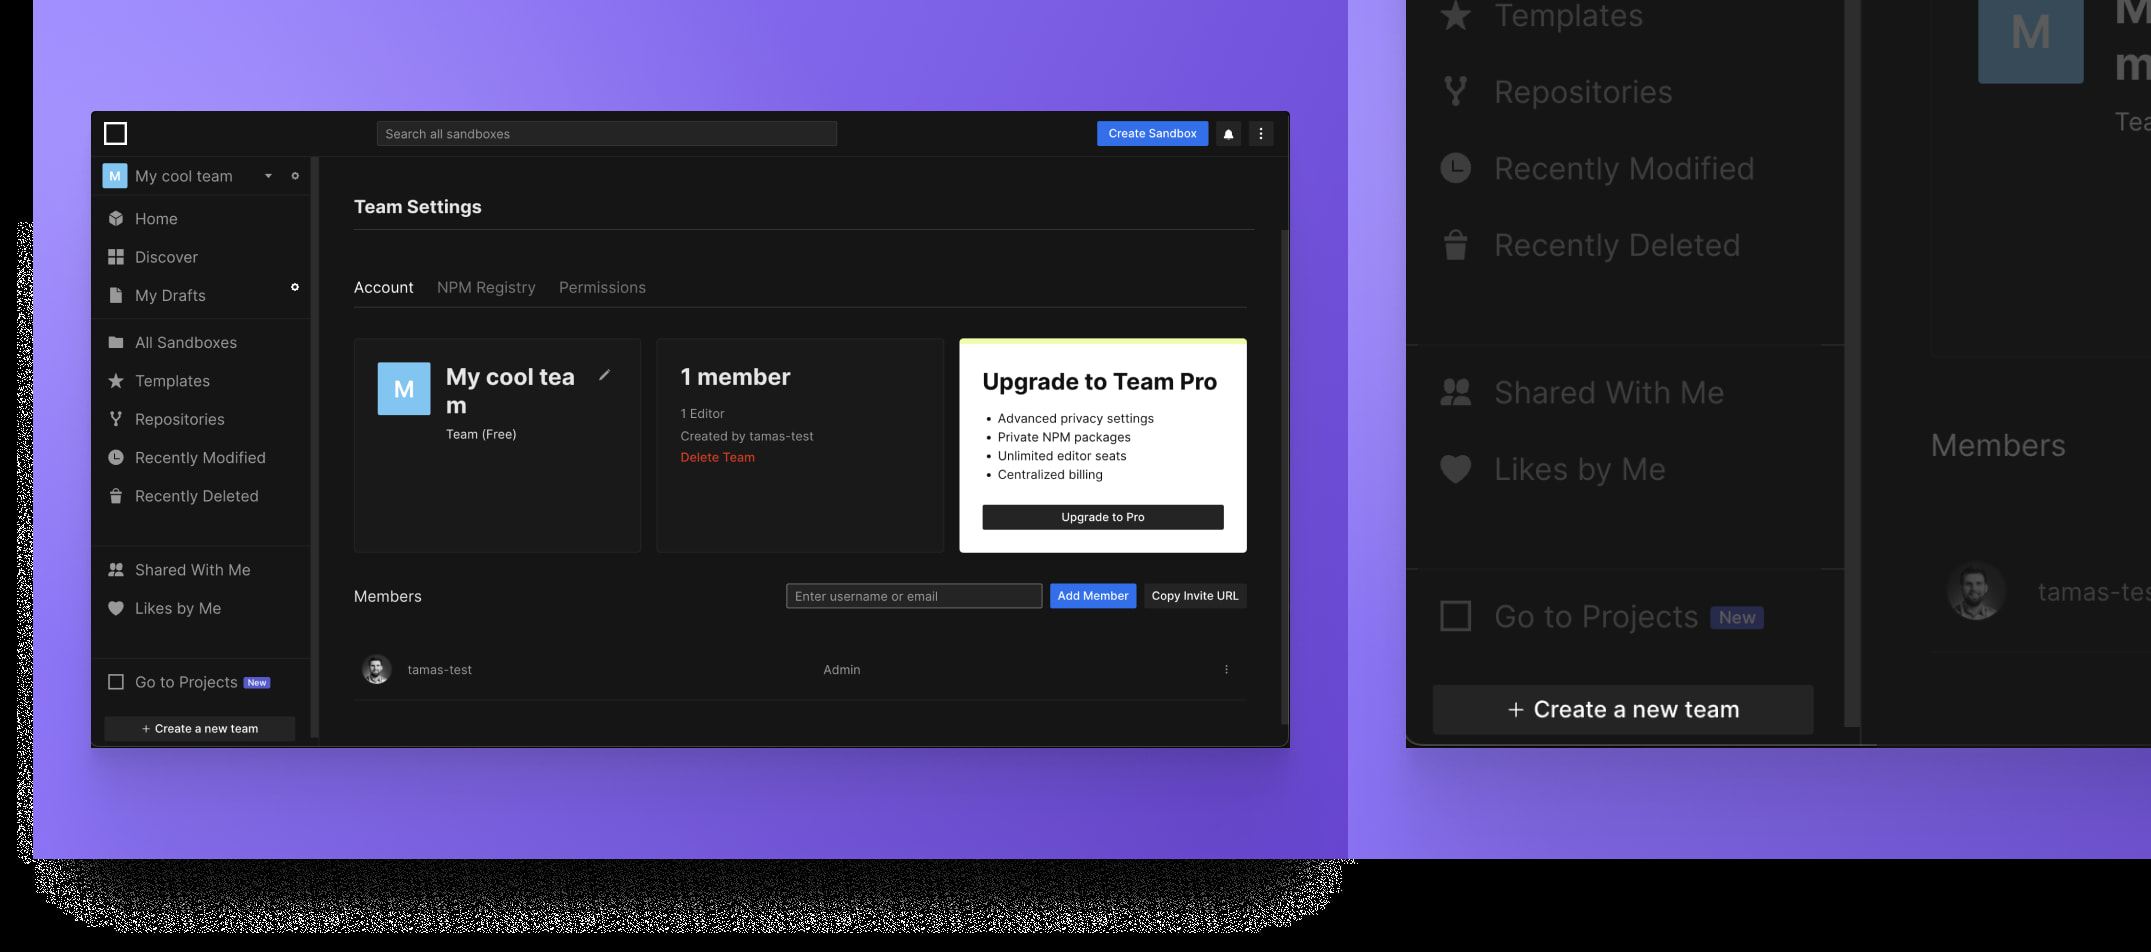 Search all sandboxes
Create Sandbox
M My cool team
Home
Discover
My Drafts
All Sandboxes
Templates
Repositories
Recently Modified
Recently Deleted
Shared With Me
Likes by Me
Go to Projects New
+ Create a new team
Team Settings
Account NPM Registry Permissions
M
My cool tea
m
Team (Free)
1 member
1 Editor
Created by tamas-test
Delete Team
Upgrade to Team Pro
• Advanced privacy settings
• Private NPM packages
• Unlimited editor seats
• Centralized billing
Upgrade to Pro
Members
Enter username or email
Add Member
Copy Invite URL
tamas-test Admin
Templates
Repositories
Recently Modified
Recently Deleted
Shared With Me
Likes by Me
Go to Projects New
+ Create a new team
M
M
m
Tea
Members
tamas-tes